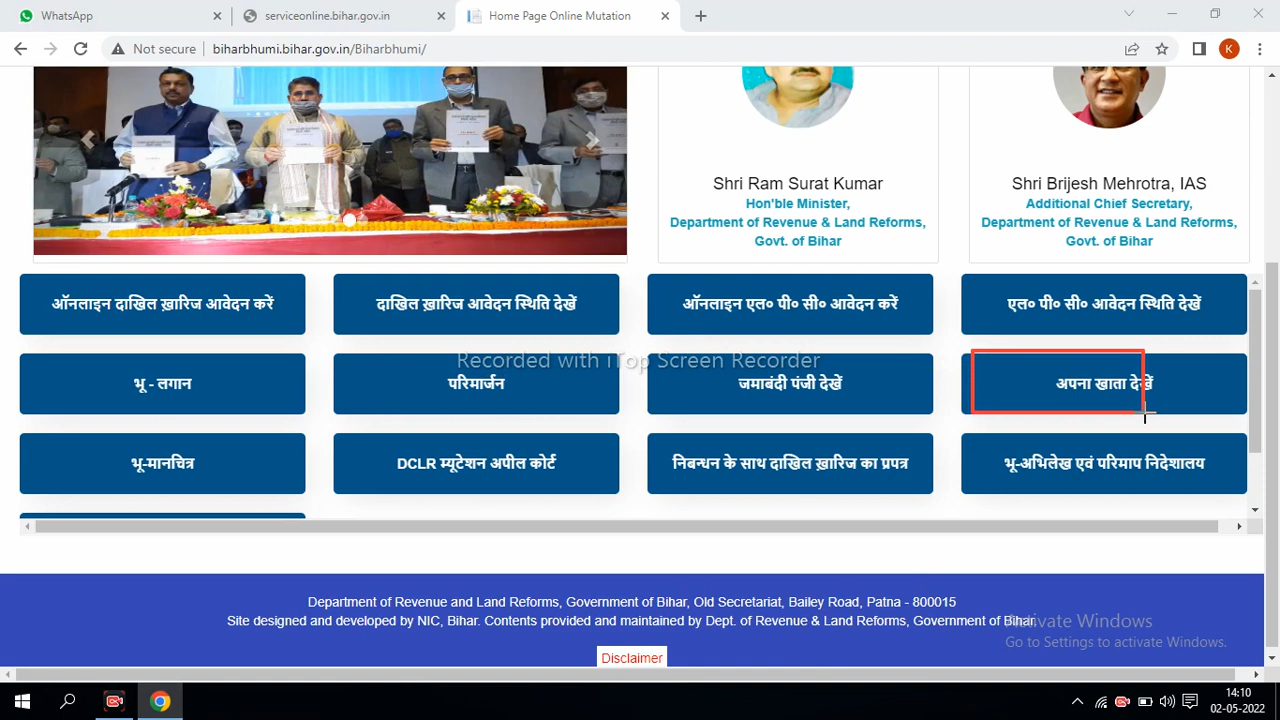 WhatsApp
serviceonline.bihar.gov.in
Home Page Online Mutation
Not secure
biharbhumi.bihar.gov.in/Biharbhumi/
K
Shri Ram Surat Kumar
Hon'ble Minister,
Department of Revenue & Land Reforms,
Govt. of Bihar
Shri Brijesh Mehrotra, IAS
Additional Chief Secretary,
Department of Revenue & Land Reforms,
Govt. of Bihar
ऑनलाइन दाखिल ख़ारिज आवेदन करें
दाखिल ख़ारिज आवेदन स्थिति देखें
ऑनलाइन एल० पी० सी० आवेदन करें
एल० पी० सी० आवेदन स्थिति देखें
Recorded with iTop Screen Recorder
भू - लगान
परिमार्जन
जमाबंदी पंजी देखें
अपना खाता देखें
भू-मानचित्र
DCLR म्यूटेशन अपील कोर्ट
निबन्धन के साथ दाखिल ख़ारिज का प्रपत्र
भू-अभिलेख एवं परिमाप निदेशालय
Department of Revenue and Land Reforms, Government of Bihar, Old Secretariat, Bailey Road, Patna - 800015
Site designed and developed by NIC, Bihar. Contents provided and maintained by Dept. of Revenue & Land Reforms, Government of Bihar.
Activate Windows
Go to Settings to activate Windows.
Disclaimer
14:10
02-05-2022